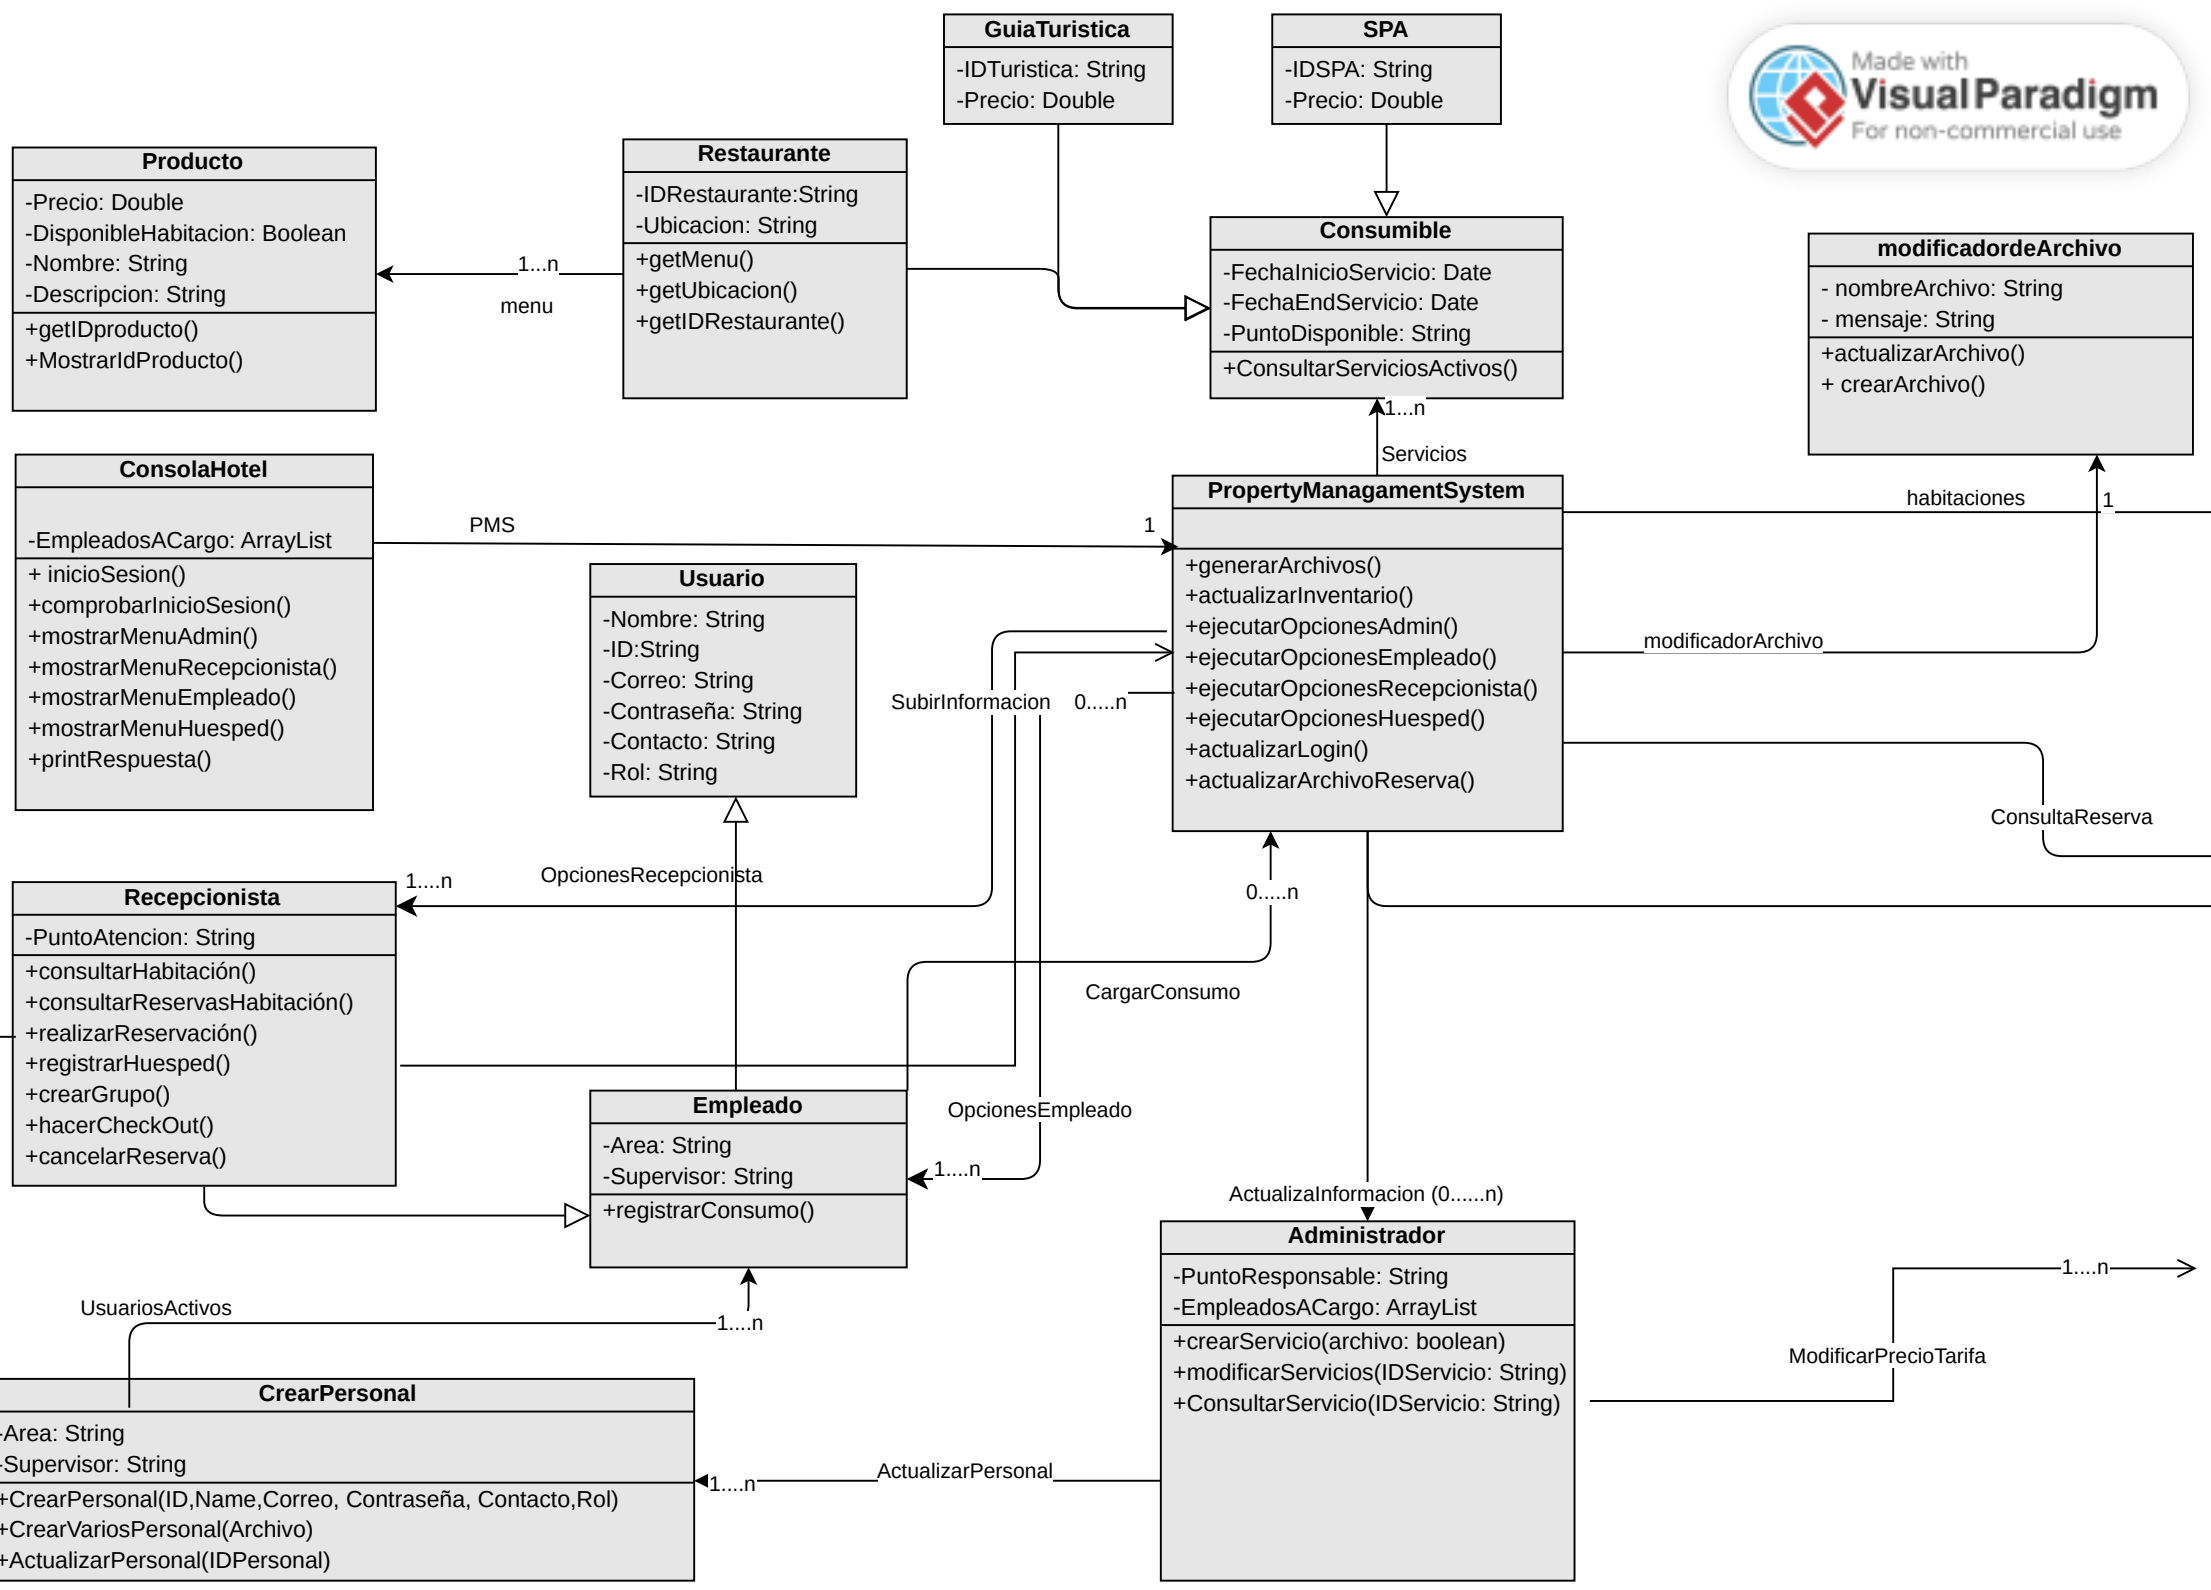 GuiaTuristica
-IDTuristica: String
-Precio: Double
SPA
-IDSPA: String
-Precio: Double
Made with
Visual Paradigm
For non-commercial use
Producto
-Precio: Double
-DisponibleHabitacion: Boolean
-Nombre: String
-Descripcion: String
+getIDproducto()
+MostrarIdProducto()
1...n
menu
Restaurante
-IDRestaurante:String
-Ubicacion: String
+getMenu()
+getUbicacion()
+getIDRestaurante()
Consumible
-FechaInicioServicio: Date
-FechaEndServicio: Date
-PuntoDisponible: String
+ConsultarServiciosActivos()
1...n
Servicios
modificadordeArchivo
- nombreArchivo: String
- mensaje: String
+actualizarArchivo()
+ crearArchivo()
ConsolaHotel
-EmpleadosACargo: ArrayList
+ inicioSesion()
+comprobarInicioSesion()
+mostrarMenuAdmin()
+mostrarMenuRecepcionista()
+mostrarMenuEmpleado()
+mostrarMenuHuesped()
+printRespuesta()
PMS
1
Usuario
-Nombre: String
-ID:String
-Correo: String
-Contraseña: String
-Contacto: String
-Rol: String
PropertyManagamentSystem
+generarArchivos()
+actualizarInventario()
+ejecutarOpcionesAdmin()
+ejecutarOpcionesEmpleado()
+ejecutarOpcionesRecepcionista()
+ejecutarOpcionesHuesped()
+actualizarLogin()
+actualizarArchivoReserva()
habitaciones
1
modificadorArchivo
SubirInformacion
0.....n
ConsultaReserva
OpcionesRecepcionista
1....n
0.....n
Recepcionista
-PuntoAtencion: String
+consultarHabitación()
+consultarReservasHabitación()
+realizarReservación()
+registrarHuesped()
+crearGrupo()
+hacerCheckOut()
+cancelarReserva()
CargarConsumo
Empleado
-Area: String
-Supervisor: String
+registrarConsumo()
OpcionesEmpleado
1....n
ActualizaInformacion (0......n)
Administrador
-PuntoResponsable: String
-EmpleadosACargo: ArrayList
+crearServicio(archivo: boolean)
+modificarServicios(IDServicio: String)
+ConsultarServicio(IDServicio: String)
1....n
ModificarPrecioTarifa
UsuariosActivos
1....n
CrearPersonal
-Area: String
-Supervisor: String
+CrearPersonal(ID,Name,Correo, Contraseña, Contacto,Rol)
+CrearVariosPersonal(Archivo)
+ActualizarPersonal(IDPersonal)
1....n
ActualizarPersonal